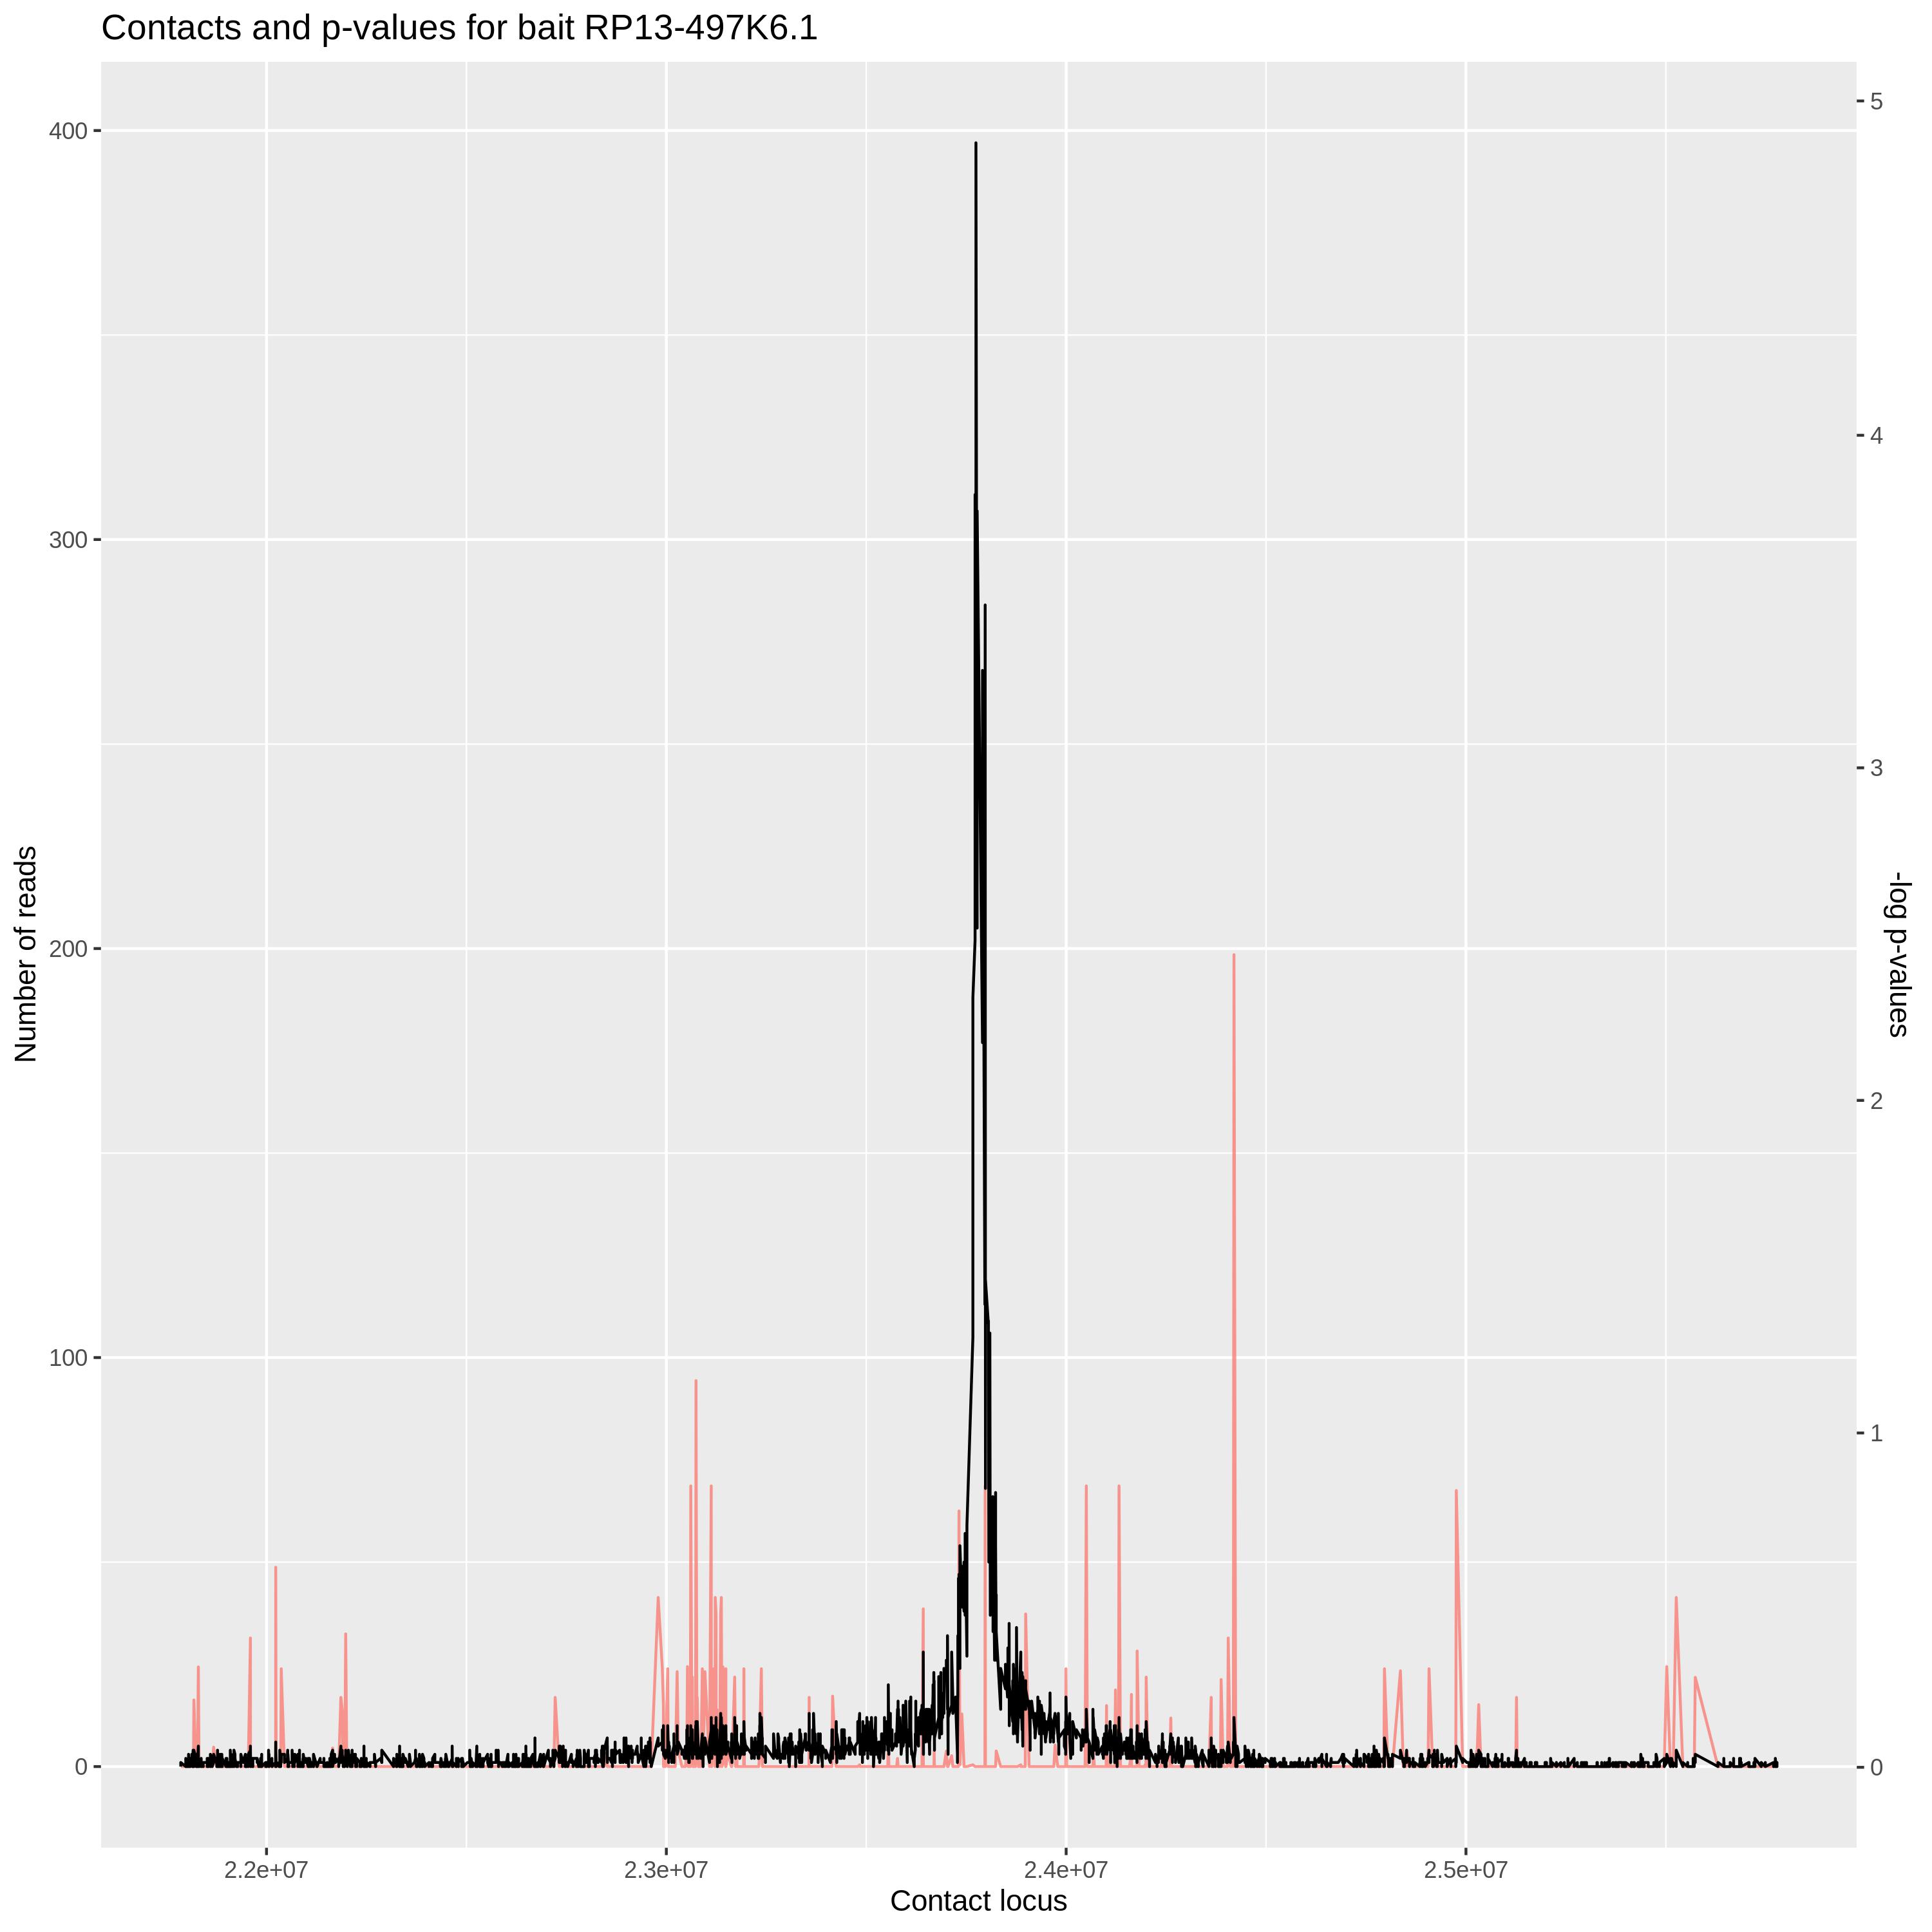 Contacts and p-values for bait RP13-497K6.1
Number of reads
400
300
200
100
0
5
4
3
2
1
0
-log p-values
2.2e+07
2.3e+07
2.4e+07
2.5e+07
Contact locus